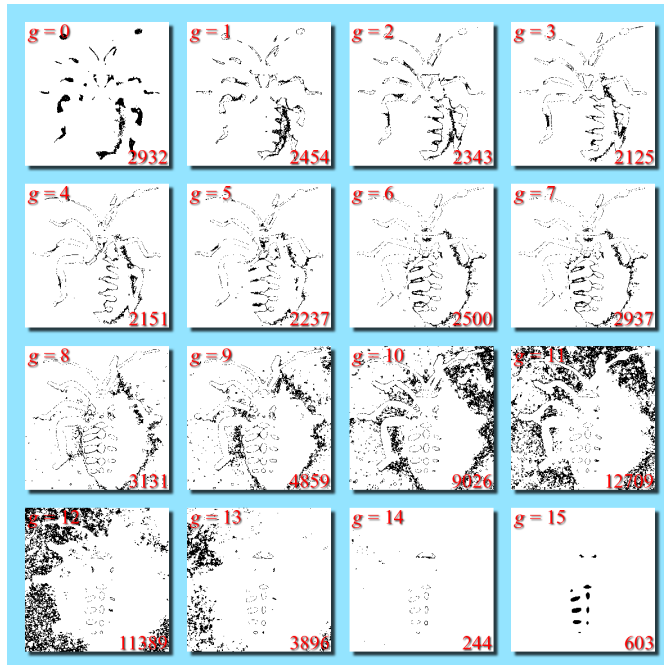 g = 0 g = 1 g = 2 g = 3
2932 2454 2343 2125
g = 4 g = 5 g = 6 g = 7
2151 2237 2500 2937
g = 8 g = 9 g = 10 g = 11
3131 4859 9026 12709
g = 12 g = 13 g = 14 g = 15
11389 3896 244 603